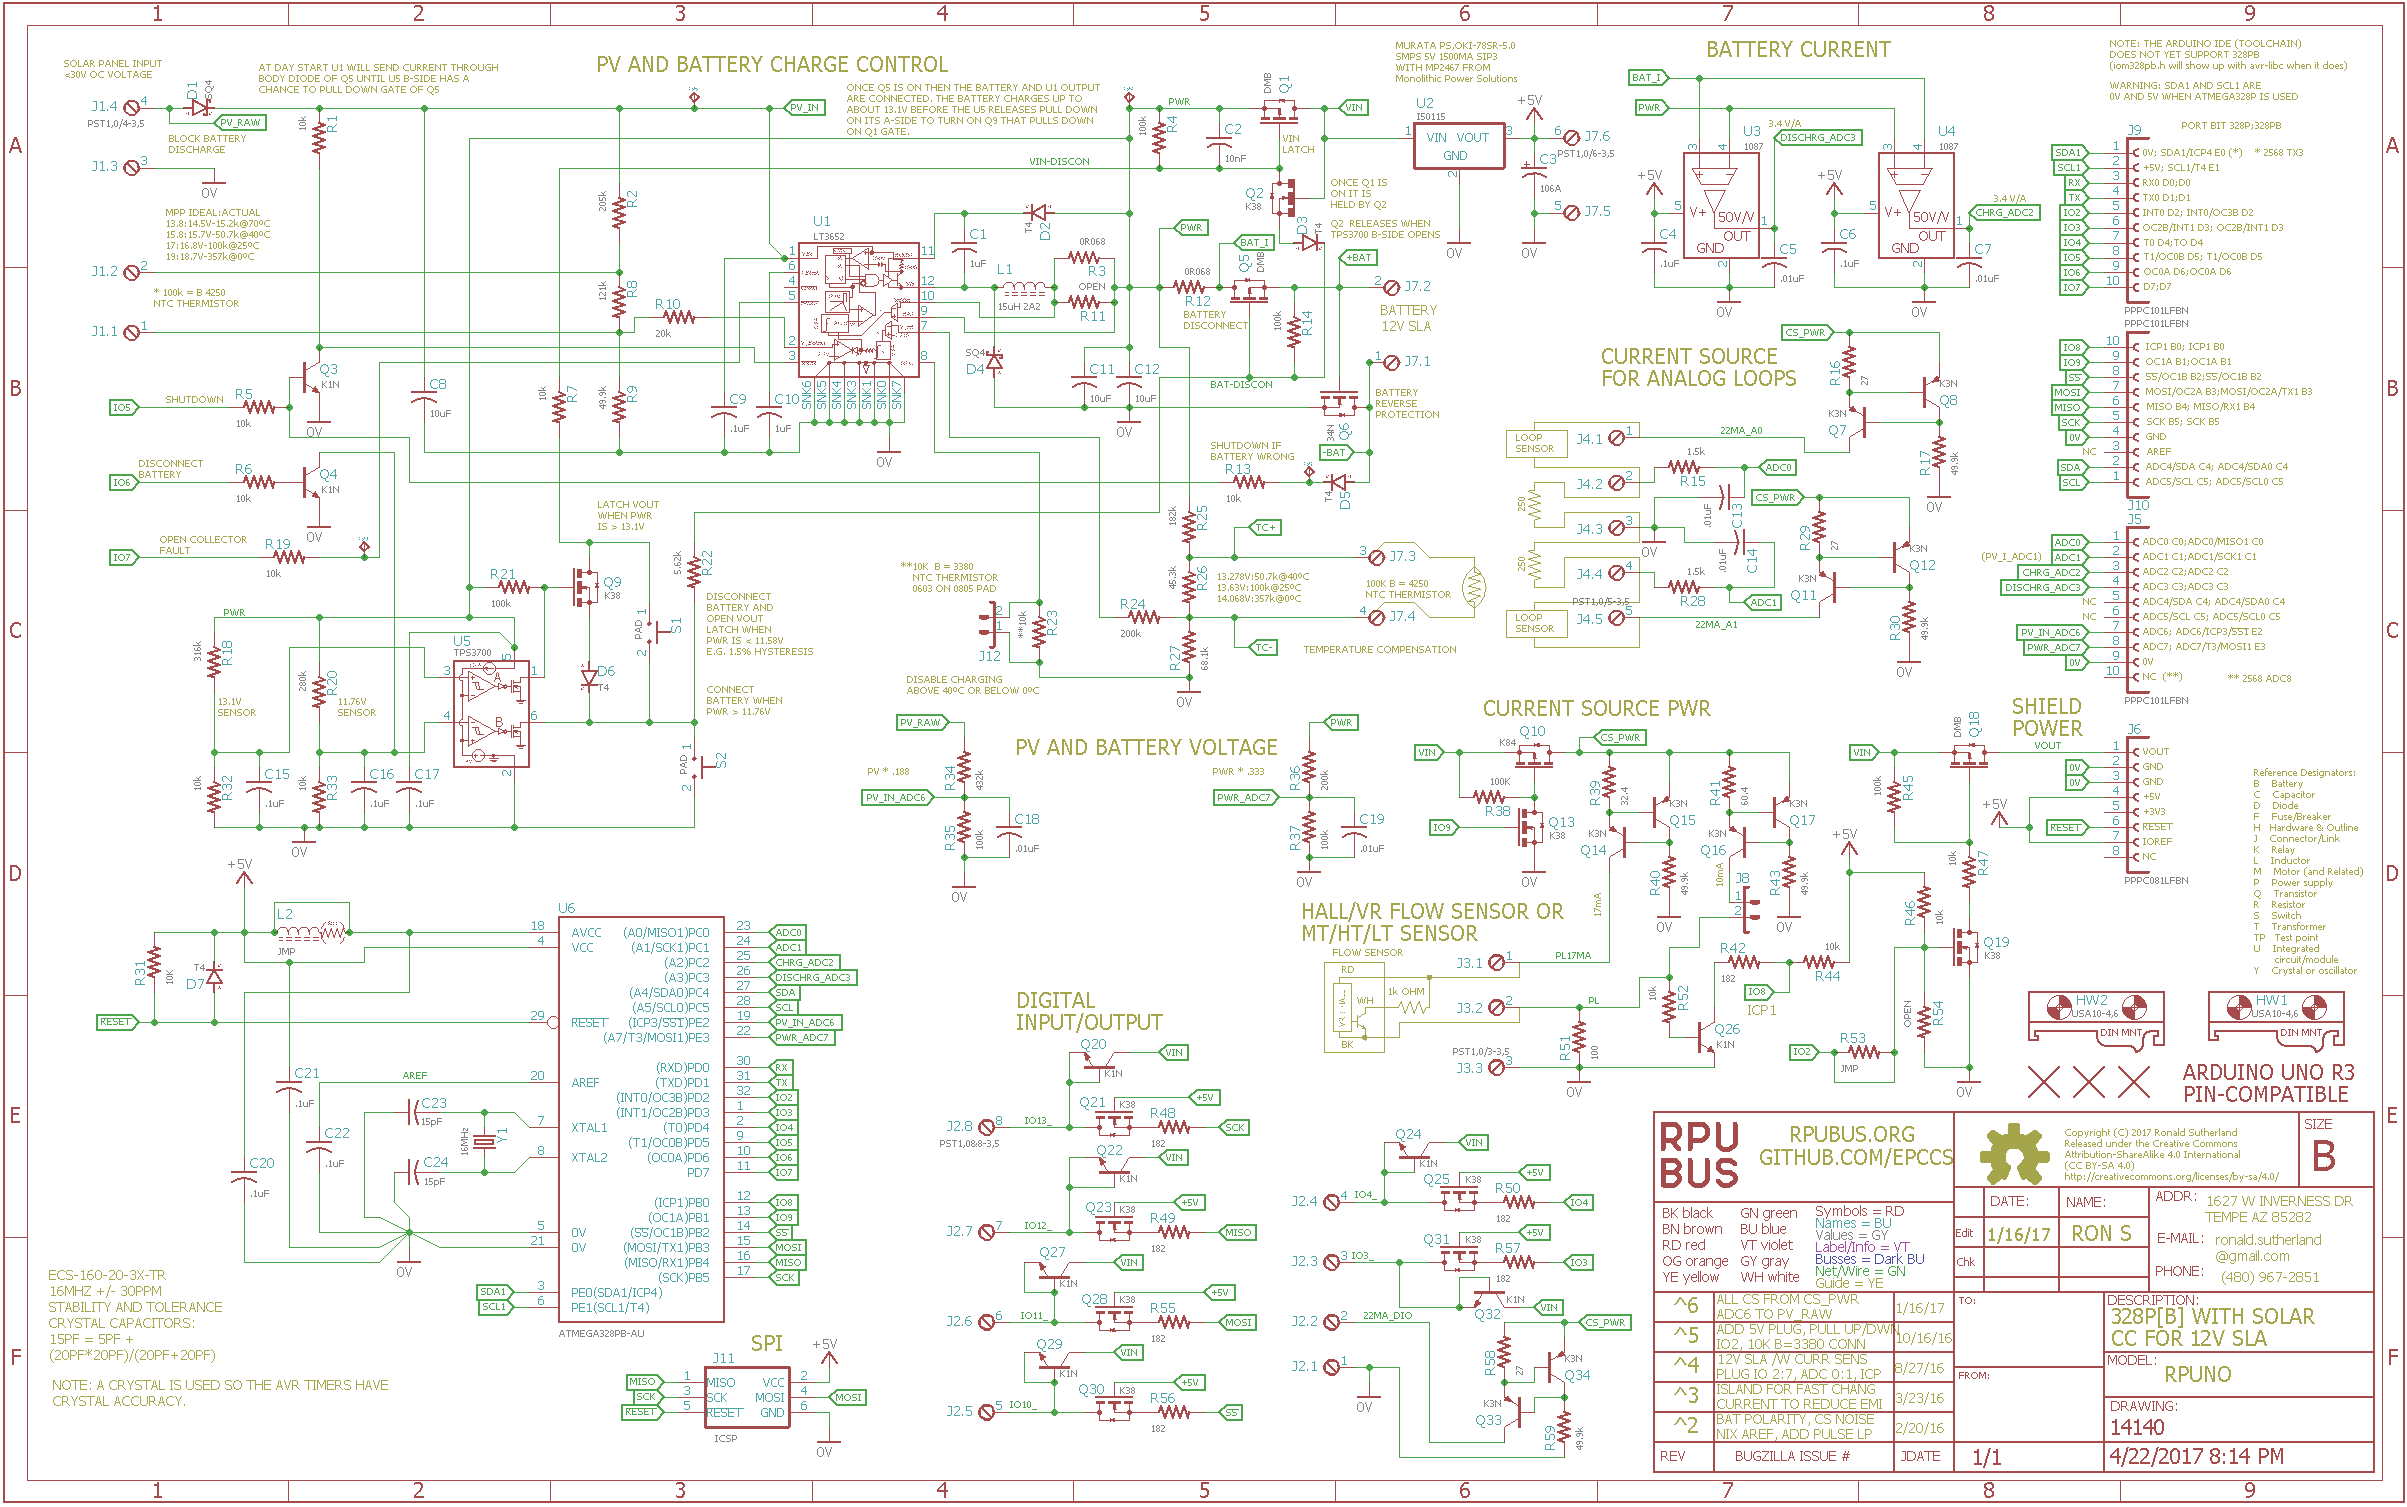 1 2 3 4 5 6 7 8 9
A
B
C
D
E
F
PV AND BATTERY CHARGE CONTROL
SOLAR PANEL INPUT
<30V OC VOLTAGE
AT DAY START U1 WILL SEND CURRENT THROUGH
BODY DIODE OF Q5 UNTIL U5 B-SIDE HAS A
CHANCE TO PULL DOWN GATE OF Q5
ONCE Q5 IS ON THEN THE BATTERY AND U1 OUTPUT
ARE CONNECTED. THE BATTERY CHARGES UP TO
ABOUT 13.1V BEFORE THE U5 RELEASES PULL DOWN
ON ITS A-SIDE TO TURN ON Q9 THAT PULLS DOWN
ON Q1 GATE.
J1.4 4
PST1,0/4-3,5
D1
SQ4
PV_RAW
BLOCK BATTERY
DISCHARGE
J1.3 3
0V
MPP IDEAL:ACTUAL
13.8:14.5V-15.2k@70ºC
15.8:15.7V-50.7k@40ºC
17:16.8V-100k@25ºC
19:18.7V-357k@0ºC
J1.2 2
* 100k = B 4250
NTC THERMISTOR
J1.1 1
R1
10k
R2
205k
R8
121k
R10
20k
R7
10k
R9
49.9k
PV_IN
U1
LT3652
SNK6 SNK5 SNK4 SNK3 SNK1 SNK0 SNK7
C8
10uF
C9
.1uF
C10
1uF
C1
1uF
D2
T4
L1
15uH 2A2
0R068
R3
OPEN
R11
D4
SQ4
C11
10uF
C12
10uF
VIN-DISCON
PWR
R4
100k
C2
10nF
DMB
Q1
VIN
LATCH
VIN
Q2
K38
ONCE Q1 IS
ON IT IS
HELD BY Q2
D3
T4
Q2 RELEASES WHEN
TPS3700 B-SIDE OPENS
PWR
BAT_I
+BAT
0R068
R12
Q5
DMB
BATTERY
DISCONNECT
R14
100k
J7.2 2
BATTERY
12V SLA
J7.1 1
BAT-DISCON
34N
Q6
BATTERY
REVERSE
PROTECTION
-BAT
SHUTDOWN IF
BATTERY WRONG
R13
10k
D5
T4
MURATA PS,OKI-78SR-5.0
SMPS 5V 1500MA SIP3
WITH MP2467 FROM
Monolithic Power Solutions
U2
I50115
VIN VOUT
GND
+5V
C3
106A
J7.6 6
PST1,0/6-3,5
J7.5 5
BATTERY CURRENT
BAT_I
PWR
U3
1087
3.4 V/A
DISCHRG_ADC3
50V/V
V+
OUT
GND
C4
.1uF
C5
.01uF
U4
1087
3.4 V/A
CHRG_ADC2
50V/V
V+
OUT
GND
C6
.1uF
C7
.01uF
NOTE: THE ARDUINO IDE (TOOLCHAIN)
DOES NOT YET SUPPORT 328PB
(iom328pb.h will show up with avr-libc when it does)
WARNING: SDA1 AND SCL1 ARE
0V AND 5V WHEN ATMEGA328P IS USED
PORT BIT 328P;328PB
J9
SDA1 1 0V; SDA1/ICP4 E0 (*) * 2568 TX3
SCL1 2 +5V; SCL1/T4 E1
RX 3 RX0 D0;D0
TX 4 TX0 D1;D1
IO2 5 INT0 D2; INT0/OC3B D2
IO3 6 OC2B/INT1 D3; OC2B/INT1 D3
IO4 7 T0 D4;TO D4
IO5 8 T1/OC0B D5; T1/OC0B D5
IO6 9 OC0A D6;OC0A D6
IO7 10 D7;D7
PPPC101LFBN
PPPC101LFBN
IO8 10 ICP1 B0; ICP1 B0
IO9 9 OC1A B1;OC1A B1
SS 8 SS/OC1B B2;SS/OC1B B2
MOSI 7 MOSI/OC2A B3;MOSI/OC2A/TX1 B3
MISO 6 MISO B4; MISO/RX1 B4
SCK 5 SCK B5; SCK B5
0V 4 GND
NC 3 AREF
SDA 2 ADC4/SDA C4; ADC4/SDA0 C4
SCL 1 ADC5/SCL C5; ADC5/SCL0 C5
J10
J5
ADC0 1 ADC0 C0;ADC0/MISO1 C0
(PV_I_ADC1) ADC1 2 ADC1 C1;ADC1/SCK1 C1
CHRG_ADC2 3 ADC2 C2;ADC2 C2
DISCHRG_ADC3 4 ADC3 C3;ADC3 C3
NC 5 ADC4/SDA C4; ADC4/SDA0 C4
NC 6 ADC5/SCL C5; ADC5/SCL0 C5
PV_IN_ADC6 7 ADC6; ADC6/ICP3/SST E2
PWR_ADC7 8 ADC7; ADC7/T3/MOSI1 E3
0V 9 0V
10 NC (**) ** 2568 ADC8
PPPC101LFBN
IO5
SHUTDOWN
R5
10k
Q3
K1N
DISCONNECT
BATTERY
IO6
R6
10k
Q4
K1N
IO7
OPEN COLLECTOR
FAULT
R19
10k
LATCH VOUT
WHEN PWR
IS > 13.1V
R21
100k
Q9
K38
R22
5.62k
PAD 1
2
S1
D6
T4
DISCONNECT
BATTERY AND
OPEN VOUT
LATCH WHEN
PWR IS < 11.58V
E.G. 1.5% HYSTERESIS
CONNECT
BATTERY WHEN
PWR > 11.76V
PAD 1
2
S2
PWR
U5
TPS3700
A
B
R18
316k
R20
280k
13.1V
SENSOR
11.76V
SENSOR
R32
10k
C15
.1uF
R33
10k
C16
.1uF
C17
.1uF
**10K B = 3380
NTC THERMISTOR
0603 ON 0805 PAD
J12
**10k
R23
DISABLE CHARGING
ABOVE 40ºC OR BELOW 0ºC
R24
200k
R25
182k
R26
45.3k
R27
68.1k
TC+
TC-
13.278V:50.7k@40ºC
13.63V:100k@25ºC
14.068V:357k@0ºC
J7.3 3
J7.4 4
100K B = 4250
NTC THERMISTOR
TEMPERATURE COMPENSATION
CURRENT SOURCE
FOR ANALOG LOOPS
CS_PWR
R16
27
K3N
Q8
K3N
Q7
R17
49.9k
LOOP
SENSOR
J4.1 1
22MA_A0
J4.2 2
1.5k
R15
ADC0
250
.01uF
C13
CS_PWR
J4.3 3
.01uF
C14
250
J4.4 4
1.5k
R28
ADC1
PST1,0/5-3,5
LOOP
SENSOR
J4.5 5
22MA_A1
R29
27
K3N
Q12
K3N
Q11
R30
49.9k
PV AND BATTERY VOLTAGE
PV_RAW
PV * .188
R34
432k
PV_IN_ADC6
R35
100k
C18
.01uF
PWR
PWR * .333
R36
200k
PWR_ADC7
R37
100k
C19
.01uF
CURRENT SOURCE PWR
VIN
K84
Q10
CS_PWR
100K
R38
IO9
Q13
K38
R39
32.4
K3N
Q15
K3N
Q14
R40
49.9k
17mA
R41
60.4
K3N
Q17
K3N
Q16
10mA
J8
R43
49.9k
SHIELD
POWER
VIN
DMB
Q18
VOUT
R45
100k
J6
1 VOUT
0V 2 GND
0V 3 GND
+5V 4 +5V
5 +3V3
RESET 6 RESET
7 IOREF
8 NC
PPPC081LFBN
R47
10k
R46
10k
Q19
K38
R54
OPEN
IO2
R53
JMP
Reference Designators:
B Battery
C Capacitor
D Diode
F Fuse/Breaker
H Hardware & Outline
J Connector/Link
K Relay
L Inductor
M Motor (and Related)
P Power supply
Q Transistor
R Resistor
S Switch
T Transformer
TP Test point
U Integrated
circuit/module
Y Crystal or oscillator
HALL/VR FLOW SENSOR OR
MT/HT/LT SENSOR
FLOW SENSOR
RD
WH
BK
1k OHM
J3.1 1
PL17MA
J3.2 2
PL
PST1,0/3-3,5
J3.3 3
R51
100
R52
10k
R42
182
10k
R44
IO8
ICP1
Q26
K1N
+5V
L2
JMP
R31
10K
D7
T4
RESET
C21
.1uF
AREF
C22
.1uF
C20
.1uF
C23
15pF
C24
15pF
16MHZ
Y1
U6
18 AVCC (A0/MISO1)PC0 23 ADC0
4 VCC (A1/SCK1)PC1 24 ADC1
(A2)PC2 25 CHRG_ADC2
(A3)PC3 26 DISCHRG_ADC3
(A4/SDA0)PC4 27 SDA
(A5/SCL0)PC5 28 SCL
29 RESET (ICP3/SS1)PE2 19 PV_IN_ADC6
(A7/T3/MOSI1)PE3 22 PWR_ADC7
(RXD)PD0 30 RX
20 AREF (TXD)PD1 31 TX
(INT0/OC3B)PD2 32 IO2
7 XTAL1 (INT1/OC2B)PD3 1 IO3
(T0)PD4 2 IO4
(T1/OC0B)PD5 9 IO5
8 XTAL2 (OC0A)PD6 10 IO6
PD7 11 IO7
(ICP1)PB0 12 IO8
(OC1A)PB1 13 IO9
5 0V (SS/OC1B)PB2 14 SS
21 0V (MOSI/TX1)PB3 15 MOSI
(MISO/RX1)PB4 16 MISO
(SCK)PB5 17 SCK
SDA1 3 PE0(SDA1/ICP4)
SCL1 6 PE1(SCL1/T4)
ATMEGA328PB-AU
ECS-160-20-3X-TR
16MHZ +/- 30PPM
STABILITY AND TOLERANCE
CRYSTAL CAPACITORS:
15PF = 5PF +
(20PF*20PF)/(20PF+20PF)
NOTE: A CRYSTAL IS USED SO THE AVR TIMERS HAVE
CRYSTAL ACCURACY.
SPI
J11
+5V
MISO 1 MISO VCC 2
SCK 3 SCK MOSI 4 MOSI
RESET 5 RESET GND 6
ICSP
0V
DIGITAL
INPUT/OUTPUT
Q20
K1N
VIN
Q21
K38
+5V
J2.8 8 IO13_
R48
182
SCK
PST1,0&8-3,5
Q22
K1N
VIN
Q23
K38
+5V
J2.7 7 IO12_
R49
182
MISO
Q27
K1N
VIN
Q28
K38
+5V
J2.6 6 IO11_
R55
182
MOSI
Q29
K1N
VIN
Q30
K38
+5V
J2.5 5 IO10_
R56
182
SS
Q24
K1N
VIN
Q25
K38
+5V
J2.4 4 IO4_
R50
182
IO4
Q31
K38
+5V
J2.3 3 IO3_
R57
182
IO3
K1N
Q32
VIN
J2.2 2 22MA_DIO
CS_PWR
R58
27
K3N
Q34
K3N
Q33
R59
49.9k
J2.1 1
0V
HW2
USA10-4,6
DIN MNT
HW1
USA10-4,6
DIN MNT
ARDUINO UNO R3
PIN-COMPATIBLE
RPU
BUS
RPUBUS.ORG
GITHUB.COM/EPCCS
Copyright (C) 2017 Ronald Sutherland
Released under the Creative Commons
Attribution-ShareAlike 4.0 International
(CC BY-SA 4.0)
http://creativecommons.org/licenses/by-sa/4.0/
SIZE
B
BK black GN green Symbols = RD
BN brown BU blue Names = BU
RD red VT violet Values = GY
OG orange GY gray Label/Info = VT
YE yellow WH white Busses = Dark BU
Net/Wire = GN
Guide = YE
DATE: NAME:
Edit 1/16/17 RON S
Chk
ADDR: 1627 W INVERNESS DR
TEMPE AZ 85282
E-MAIL: ronald.sutherland
@gmail.com
PHONE: (480) 967-2851
^6 ALL CS FROM CS_PWR
ADC6 TO PV_RAW 1/16/17
^5 ADD 5V PLUG, PULL UP/DWN
IO2, 10K B=3380 CONN 10/16/16
^4 12V SLA /W CURR SENS
PLUG IO 2:7, ADC 0:1, ICP 8/27/16
^3 ISLAND FOR FAST CHANG
CURRENT TO REDUCE EMI 3/23/16
^2 BAT POLARITY, CS NOISE
NIX AREF, ADD PULSE LP 2/20/16
REV BUGZILLA ISSUE # JDATE
TO:
FROM:
1/1
DESCRIPTION:
328P[B] WITH SOLAR
CC FOR 12V SLA
MODEL:
RPUNO
DRAWING:
14140
4/22/2017 8:14 PM